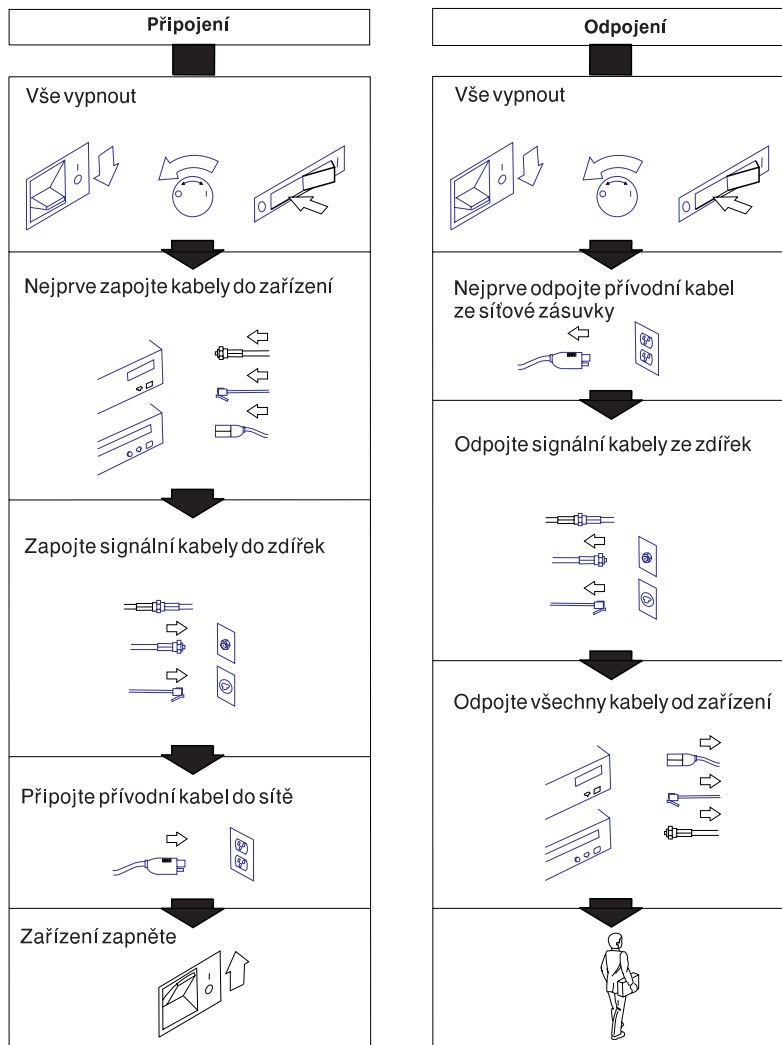 Připojení
Vše vypnout
Nejprve zapojte kabely do zařízení
Zapojte signální kabely do zdířek
Připojte přívodní kabel do sítě
Zařízení zapněte
Odpojení
Vše vypnout
Nejprve odpojte přívodní kabel
ze síťové zásuvky
Odpojte signální kabely ze zdířek
Odpojte všechny kabely od zařízení